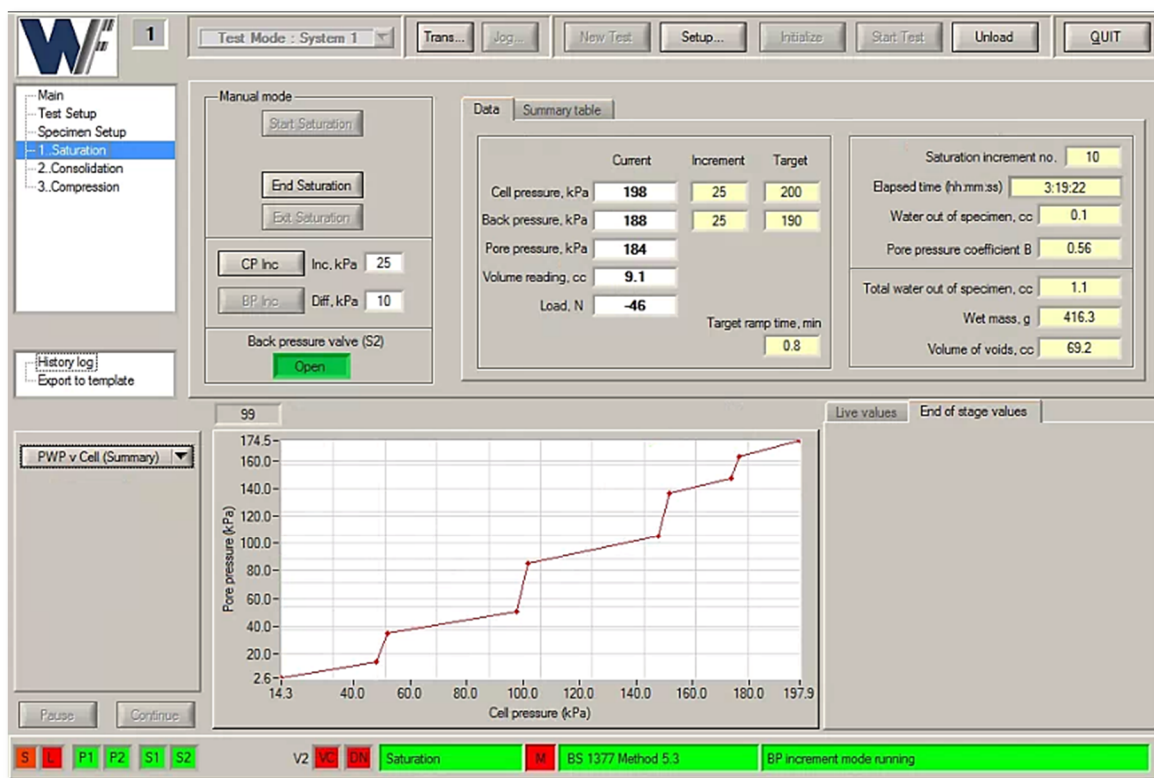 WF
1
Test Mode : System 1
Trans...
Jog...
New Test
Setup...
Initialize
Start Test
Unload
QUIT
Main
Test Setup
Specimen Setup
1..Saturation
2..Consolidation
3..Compression
History log
Export to template
Manual mode
Start Saturation
End Saturation
Exit Saturation
CP Inc Inc, kPa 25
BP Inc Diff, kPa 10
Back pressure valve (S2)
Open
Data Summary table
Current Increment Target
Cell pressure, kPa 198 25 200
Back pressure, kPa 188 25 190
Pore pressure, kPa 184
Volume reading, cc 9.1
Load, N -46
Target ramp time, min
0.8
Saturation increment no. 10
Elapsed time (hh:mm:ss) 3:19:22
Water out of specimen, cc 0.1
Pore pressure coefficient B 0.56
Total water out of specimen, cc 1.1
Wet mass, g 416.3
Volume of voids, cc 69.2
PWP v Cell (Summary)
Pause Continue
99
174.5
160.0
140.0
120.0
100.0
80.0
60.0
40.0
20.0
2.6
Pore pressure (kPa)
14.3 40.0 60.0 80.0 100.0 120.0 140.0 160.0 180.0 197.9
Cell pressure (kPa)
Live values End of stage values
S L P1 P2 S1 S2 V2 VC DN Saturation M BS 1377 Method 5.3 BP increment mode running